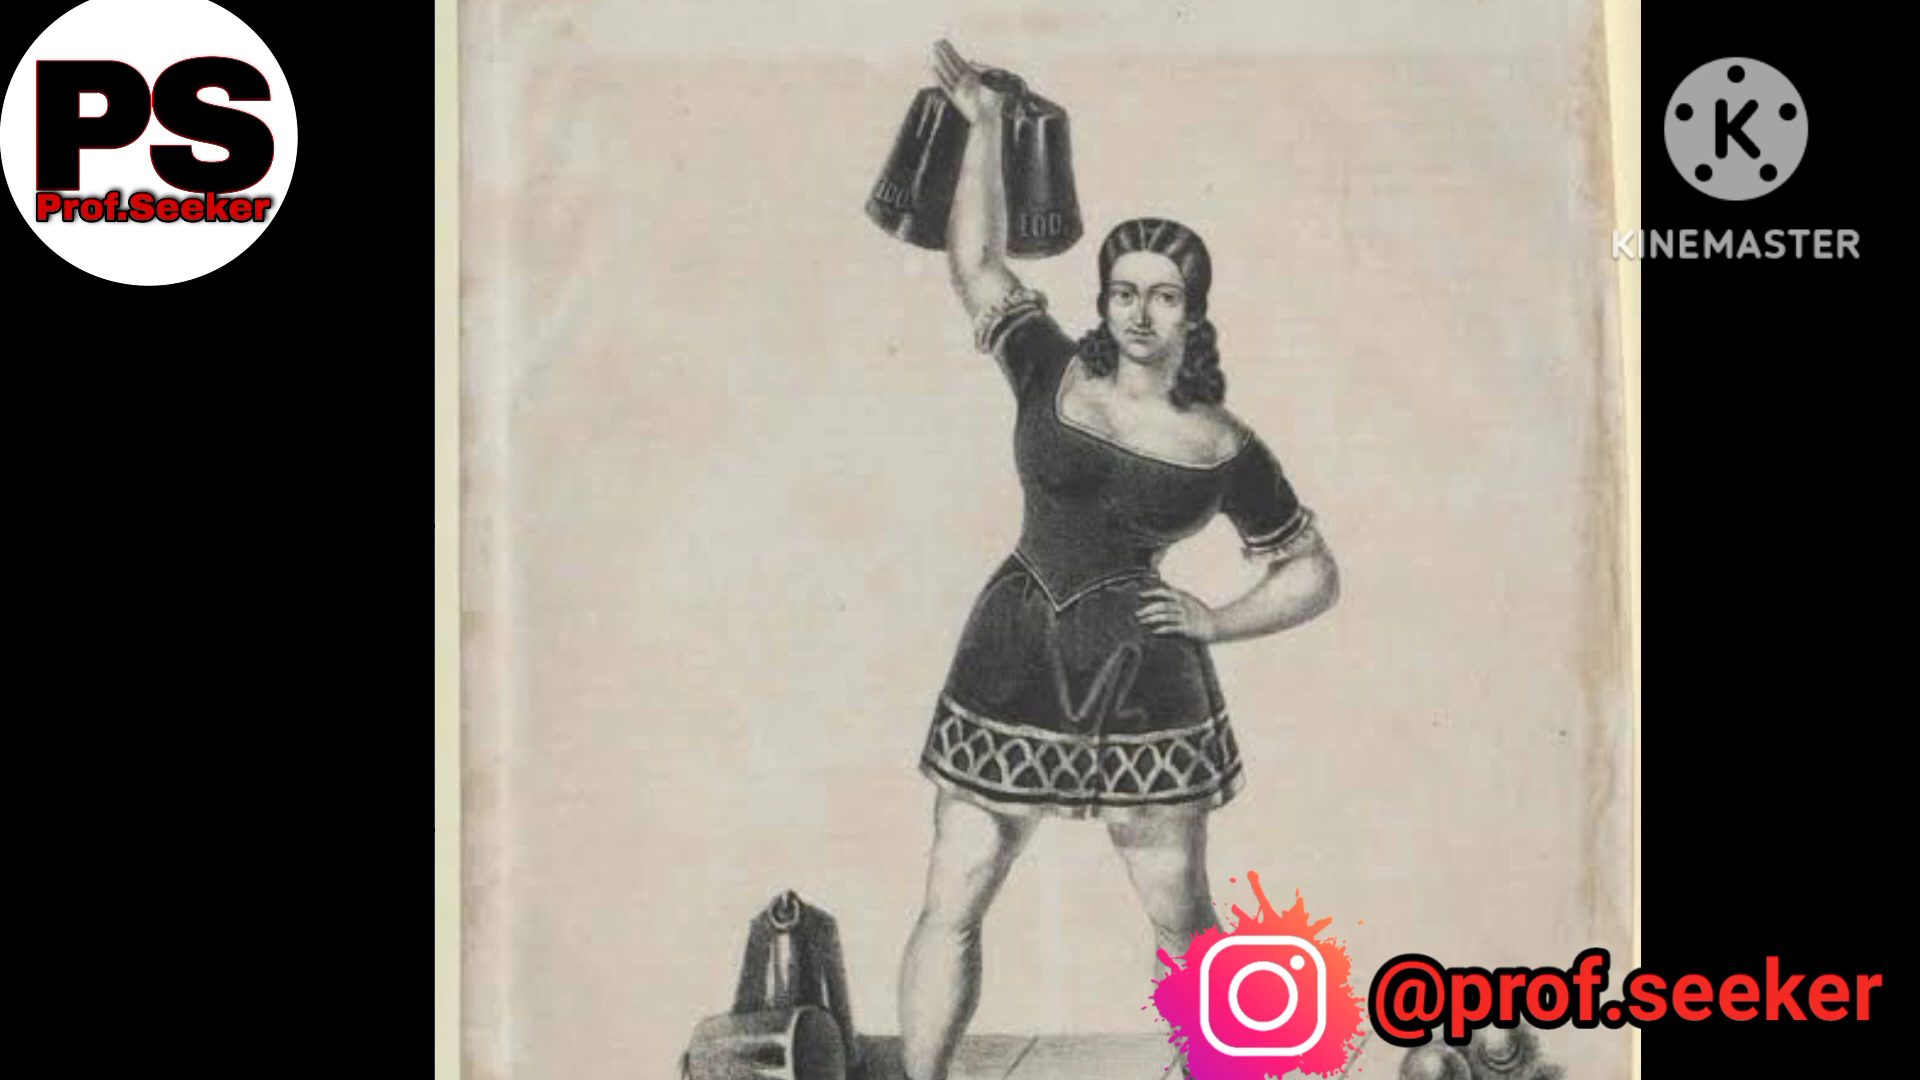 PS
Prof.Seeker
K
KINEMASTER
100.
100.
@prof.seeker